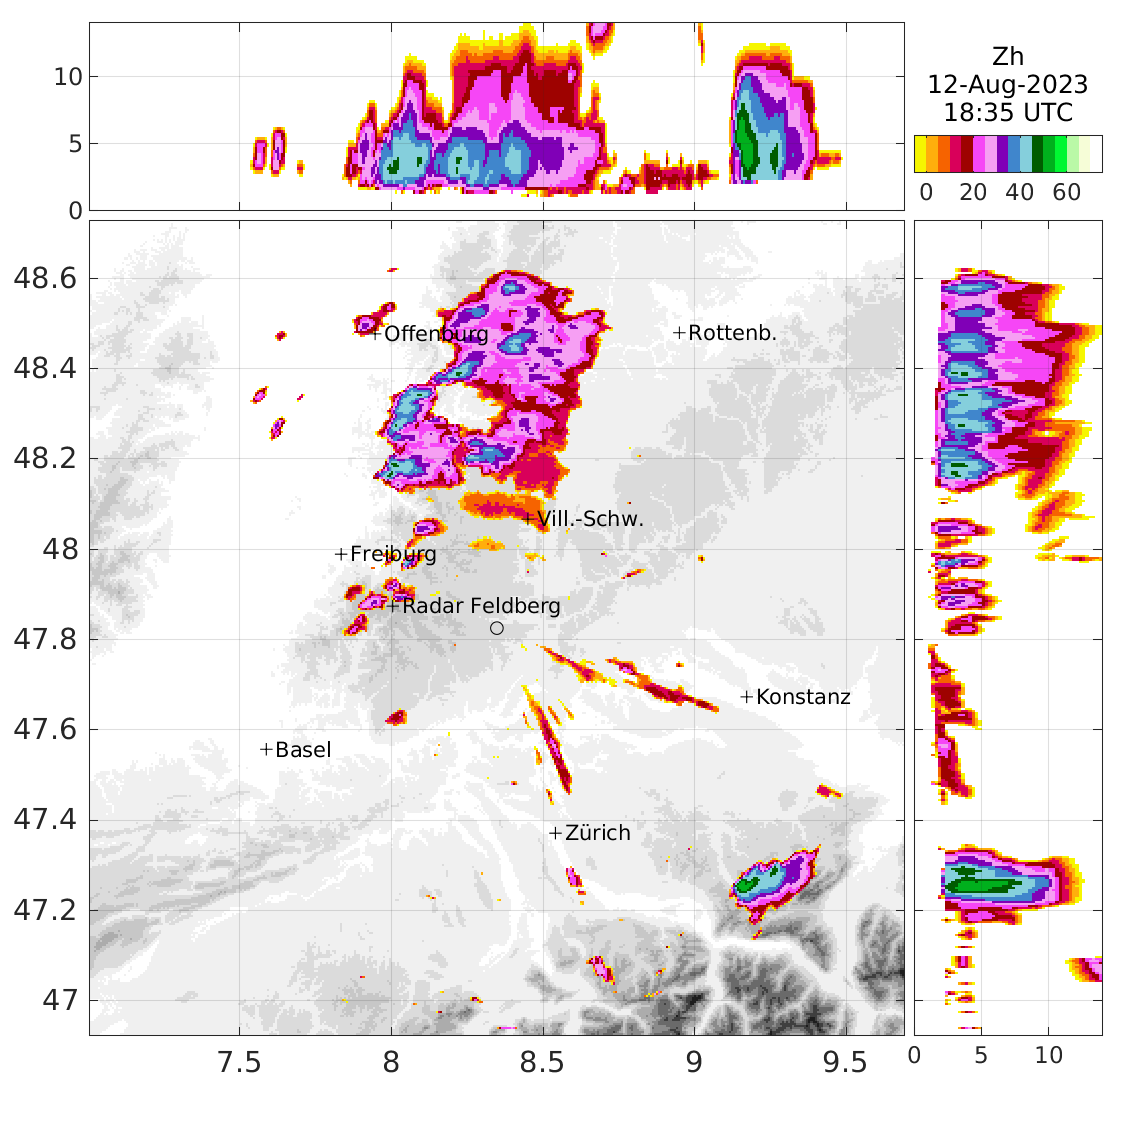 10
5
0
Zh
12-Aug-2023
18:35 UTC
0 20 40 60
48.6
48.4
48.2
48
47.8
47.6
47.4
47.2
47
+Offenburg
+Rottenb.
+Vill.-Schw.
+Freiburg
+Radar Feldberg
+Konstanz
+Basel
+Zürich
7.5 8 8.5 9 9.5
0 5 10